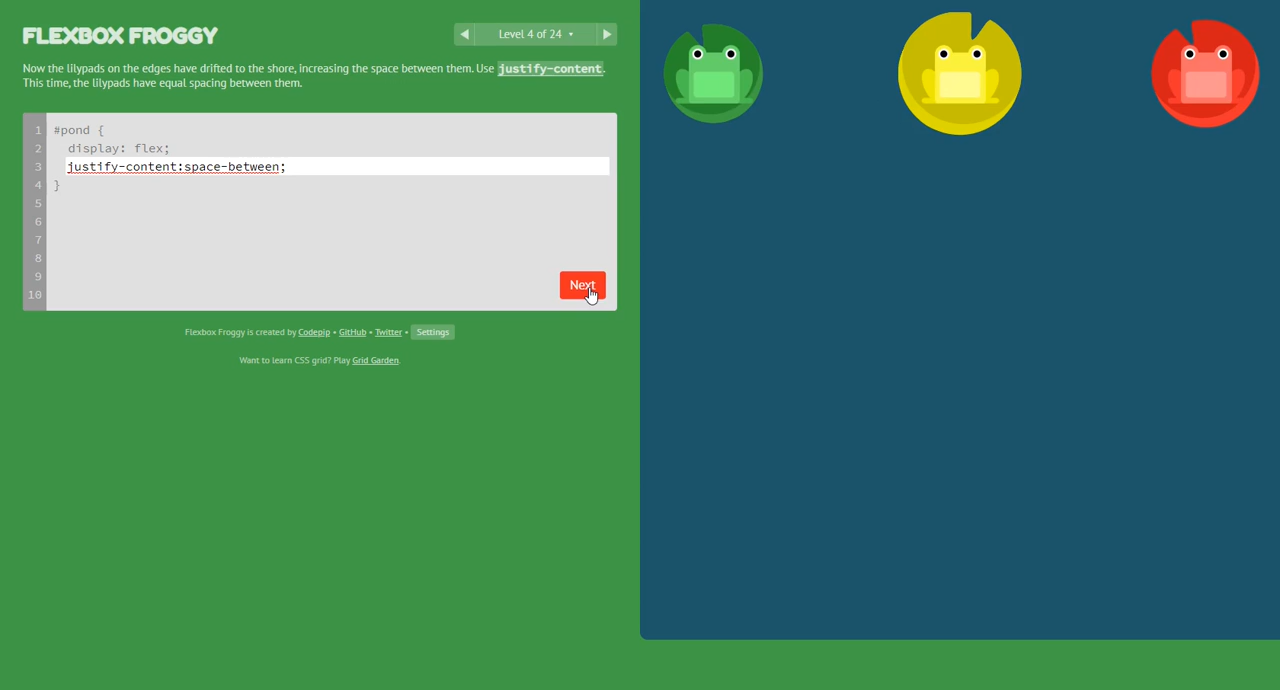 FLEXBOX FROGGY
Level 4 of 24
Now the lilypads on the edges have drifted to the shore, increasing the space between them. Use justify-content.
This time, the lilypads have equal spacing between them.
1 #pond {
2 display: flex;
3 justify-content:space-between;
4 }
5
6
7
8
9
10
Next
Flexbox Froggy is created by Codepip • GitHub • Twitter • Settings
Want to learn CSS grid? Play Grid Garden.